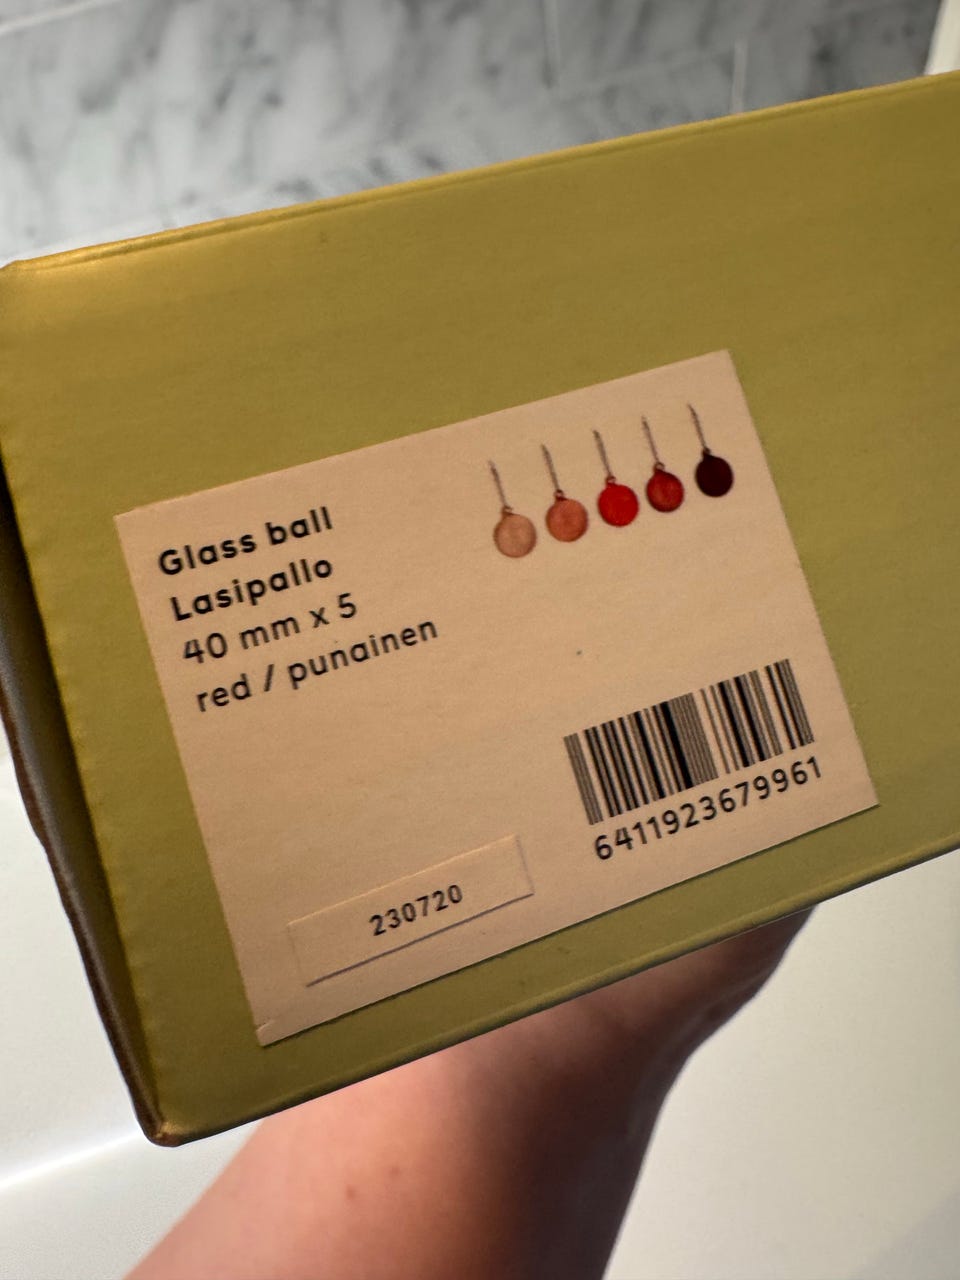 Glass ball
Lasipallo
40 mm x 5
red / punainen
6411923679961
230720